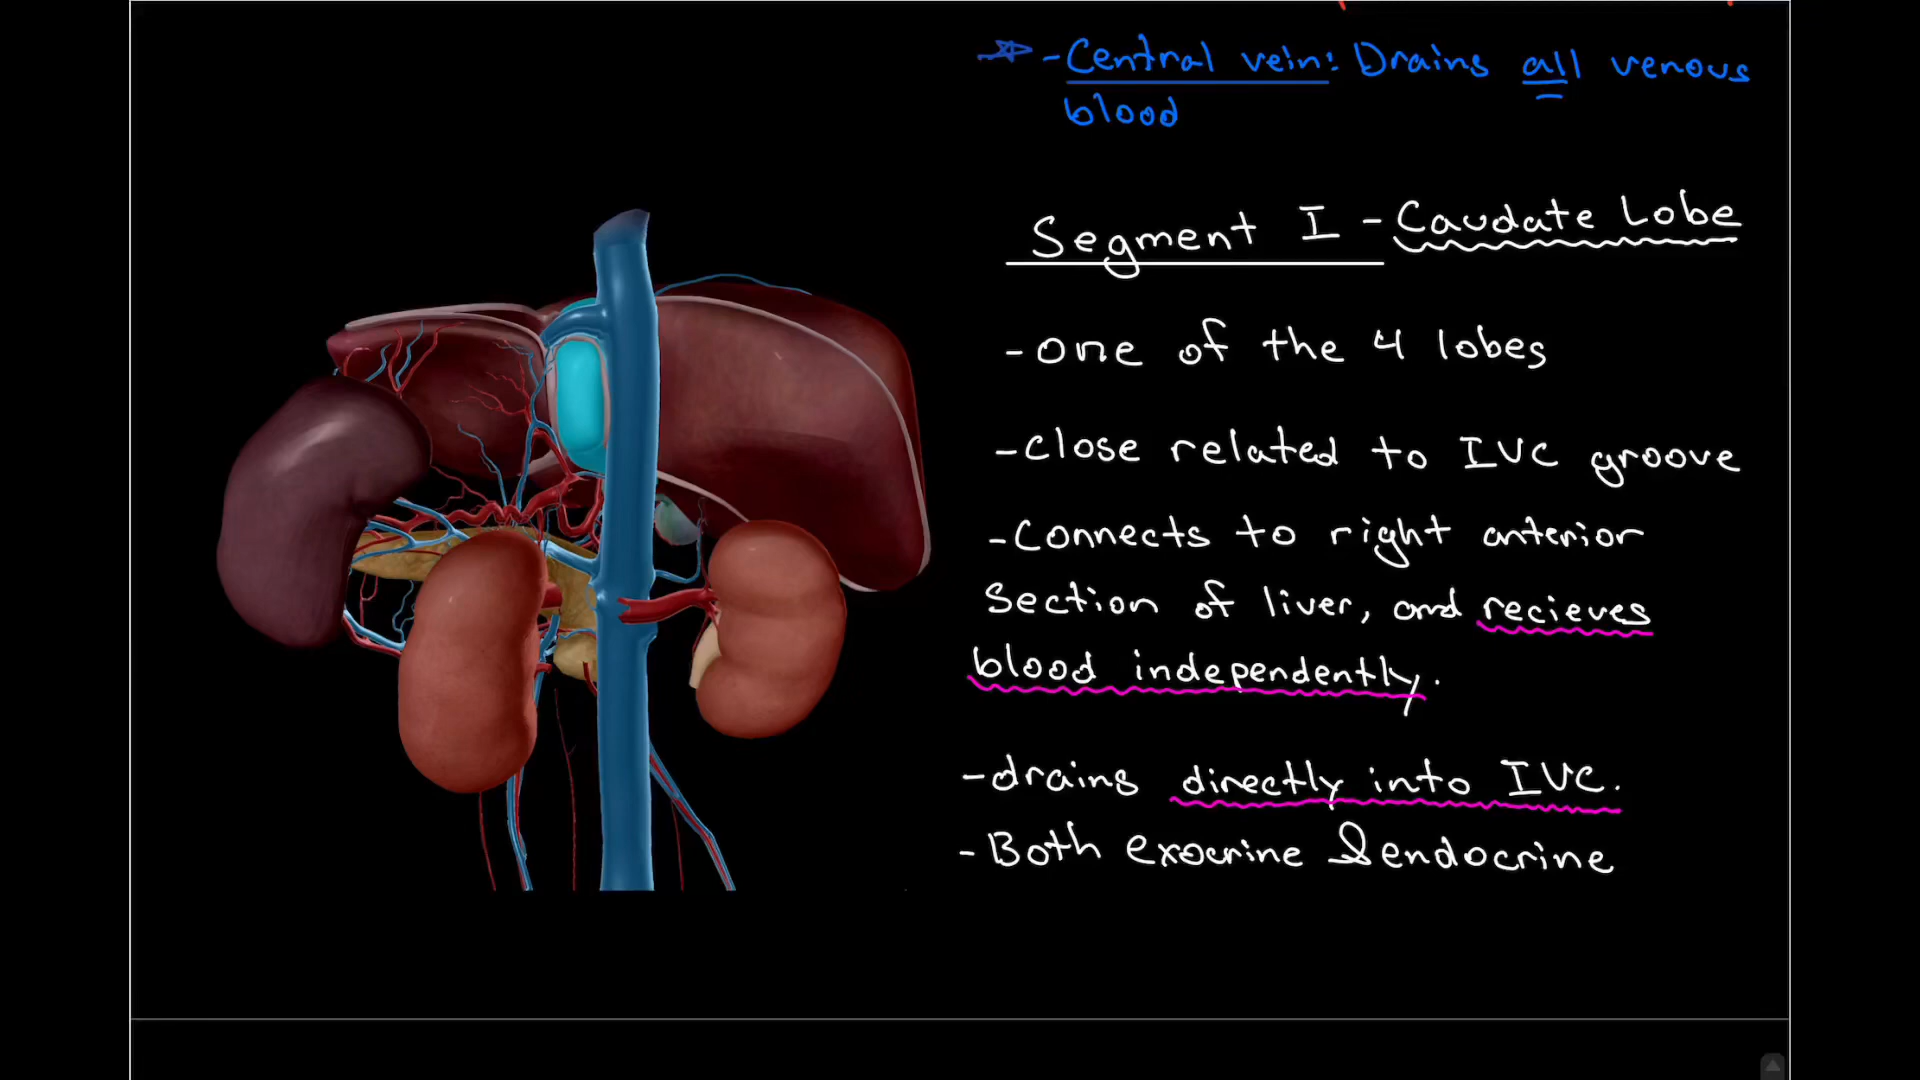 - Central vein: Drains all venous
blood
Segment I - Caudate Lobe
- one of the 4 lobes
- close related to IVC groove
- Connects to right anterior
section of liver, and recieves
blood independently.
- drains directly into IVC.
- Both exocrine & endocrine